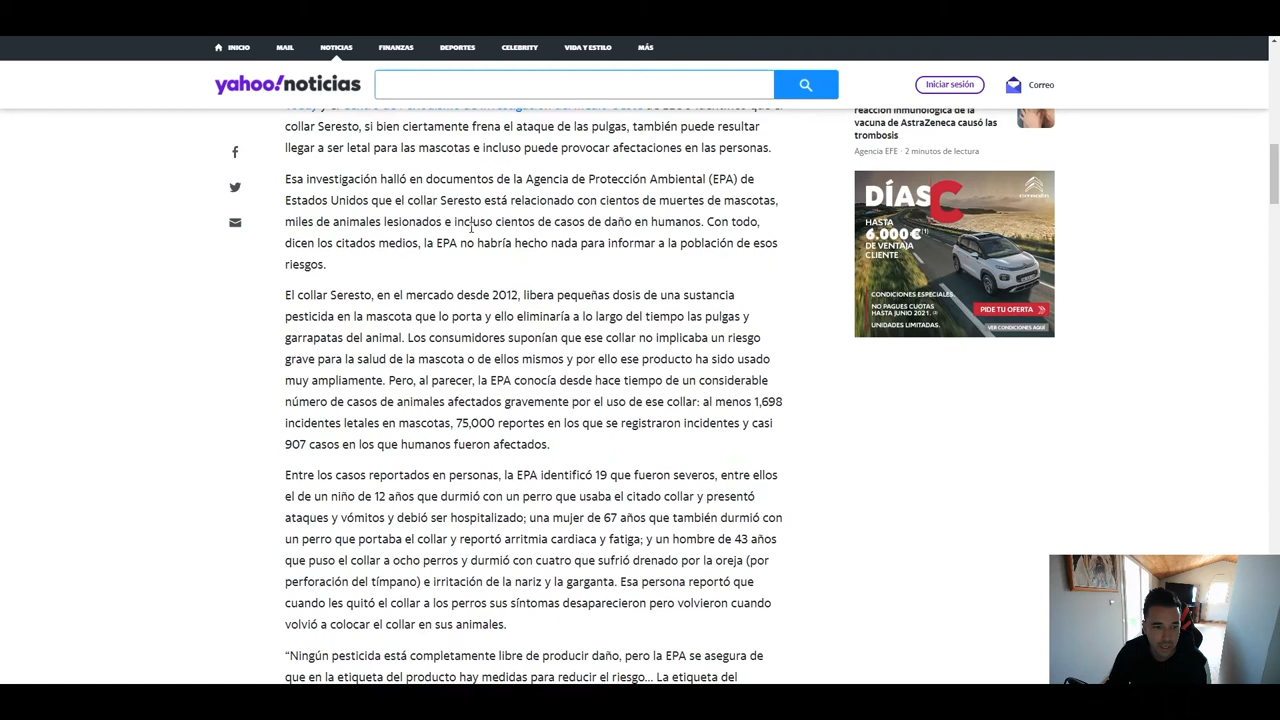 INICIO MAIL NOTICIAS FINANZAS DEPORTES CELEBRITY VIDA Y ESTILO MÁS
yahoo!noticias
Iniciar sesión
Correo
collar Seresto, si bien ciertamente frena el ataque de las pulgas, también puede resultar
llegar a ser letal para las mascotas e incluso puede provocar afectaciones en las personas.
Esa investigación halló en documentos de la Agencia de Protección Ambiental (EPA) de
Estados Unidos que el collar Seresto está relacionado con cientos de muertes de mascotas,
miles de animales lesionados e incluso cientos de casos de daño en humanos. Con todo,
dicen los citados medios, la EPA no habría hecho nada para informar a la población de esos
riesgos.
El collar Seresto, en el mercado desde 2012, libera pequeñas dosis de una sustancia
pesticida en la mascota que lo porta y ello eliminaría a lo largo del tiempo las pulgas y
garrapatas del animal. Los consumidores suponían que ese collar no implicaba un riesgo
grave para la salud de la mascota o de ellos mismos y por ello ese producto ha sido usado
muy ampliamente. Pero, al parecer, la EPA conocía desde hace tiempo de un considerable
número de casos de animales afectados gravemente por el uso de ese collar: al menos 1,698
incidentes letales en mascotas, 75,000 reportes en los que se registraron incidentes y casi
907 casos en los que humanos fueron afectados.
Entre los casos reportados en personas, la EPA identificó 19 que fueron severos, entre ellos
el de un niño de 12 años que durmió con un perro que usaba el citado collar y presentó
ataques y vómitos y debió ser hospitalizado; una mujer de 67 años que también durmió con
un perro que portaba el collar y reportó arritmia cardiaca y fatiga; y un hombre de 43 años
que puso el collar a ocho perros y durmió con cuatro que sufrió drenado por la oreja (por
perforación del tímpano) e irritación de la nariz y la garganta. Esa persona reportó que
cuando les quitó el collar a los perros sus síntomas desaparecieron pero volvieron cuando
volvió a colocar el collar en sus animales.
“Ningún pesticida está completamente libre de producir daño, pero la EPA se asegura de
que en la etiqueta del producto hay medidas para reducir el riesgo... La etiqueta del
reacción inmunológica de la
vacuna de AstraZeneca causó las
trombosis
Agencia EFE · 2 minutos de lectura
DÍAS C
CITROËN
HASTA
6.000€ (1)
DE VENTAJA
CLIENTE
CONDICIONES ESPECIALES.
NO PAGUES CUOTAS
HASTA JUNIO 2021.
UNIDADES LIMITADAS.
PIDE TU OFERTA
VER CONDICIONES AQUÍ